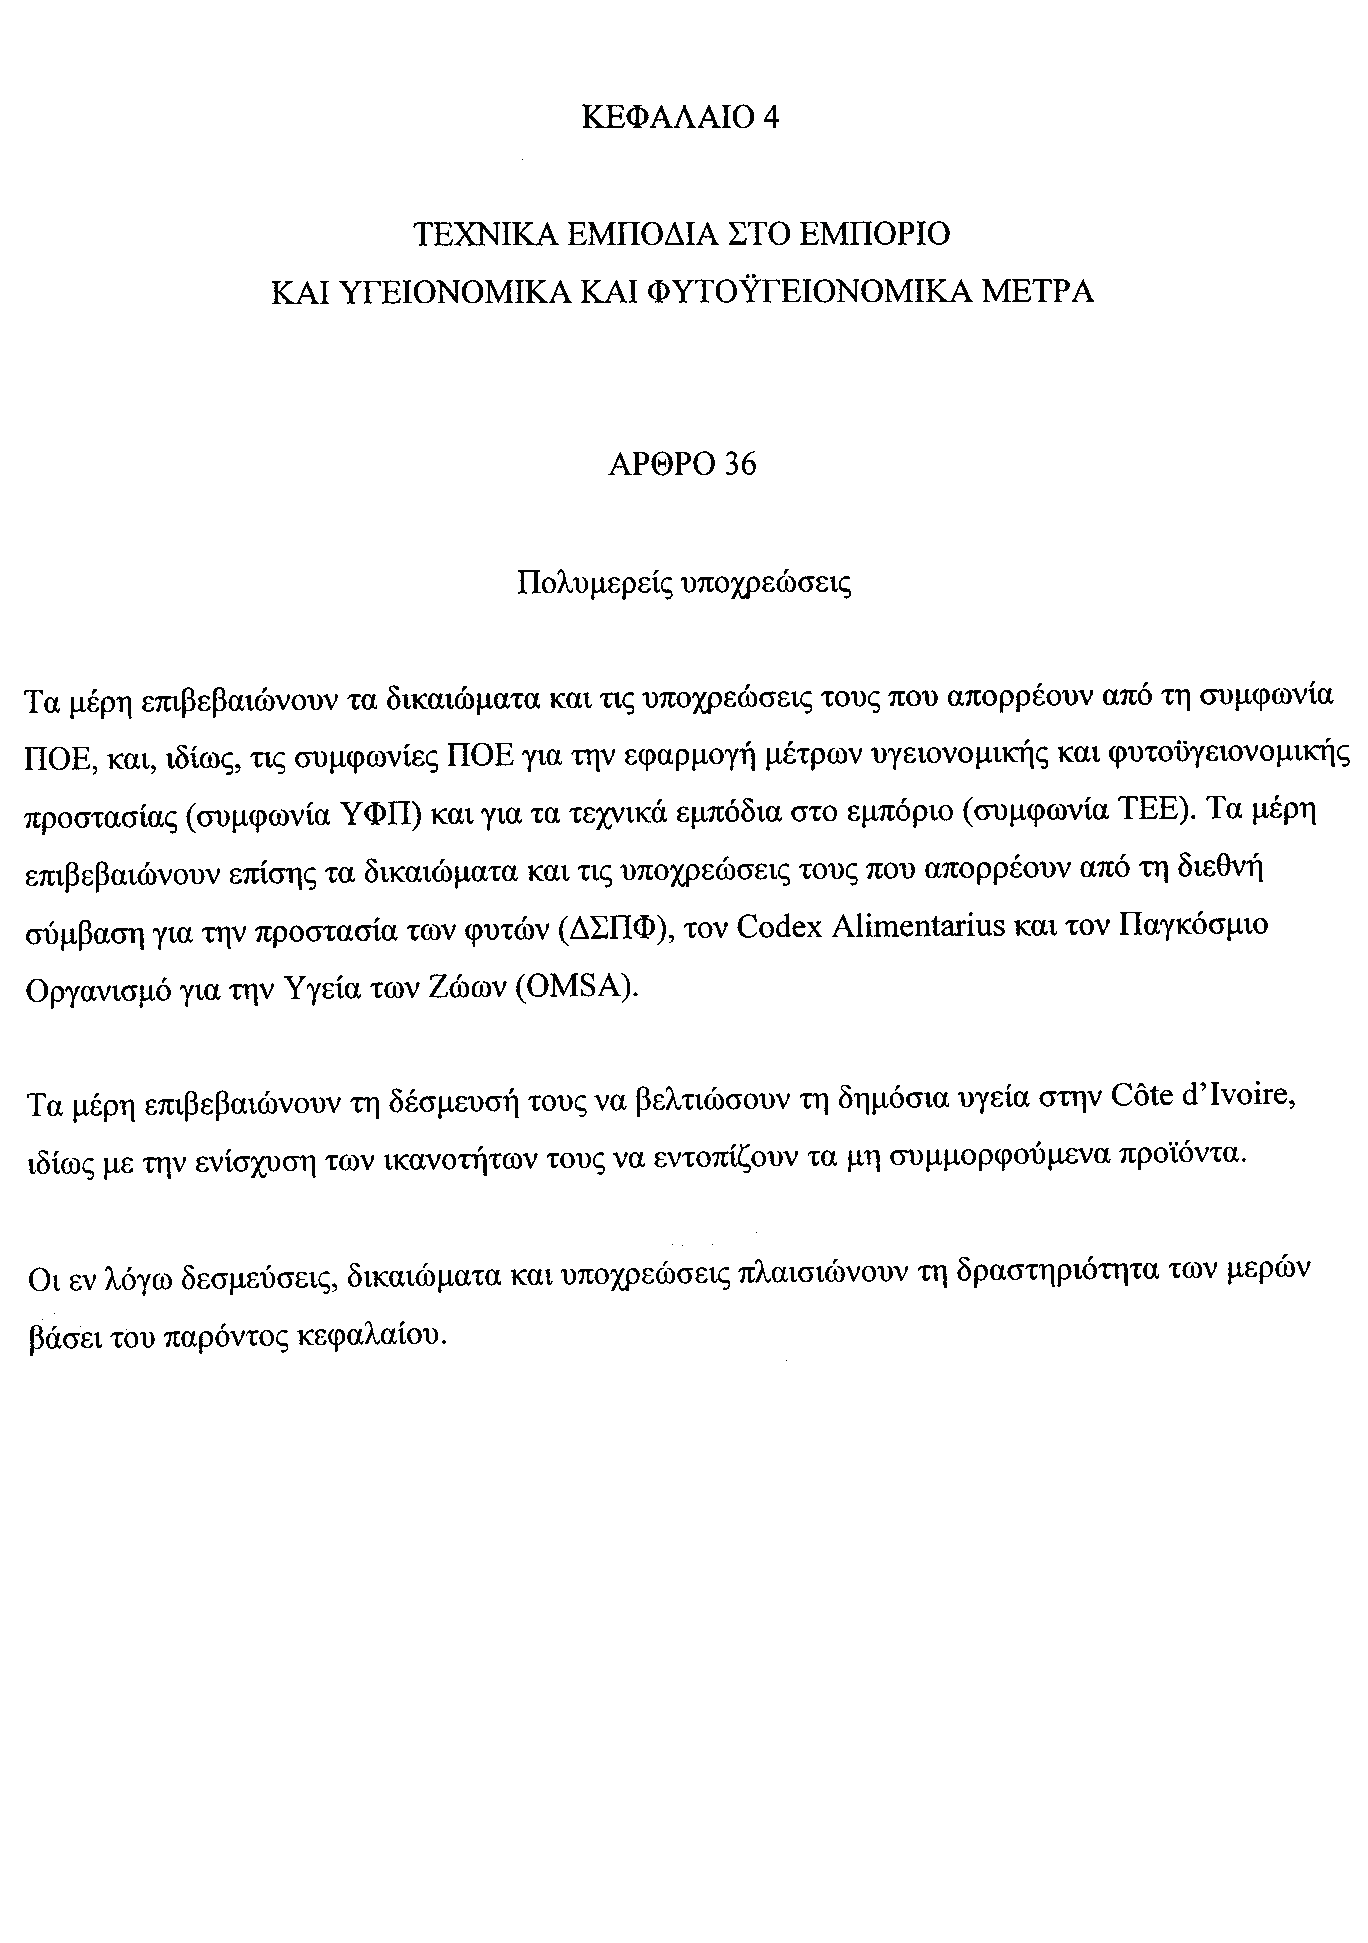 ΚΕΦΑΛΑΙΟ 4
ΤΕΧΝΙΚΑ ΕΜΠΟΔΙΑ ΣΤΟ ΕΜΠΟΡΙΟ
ΚΑΙ ΥΓΕΙΟΝΟΜΙΚΑ ΚΑΙ ΦΥΤΟΫΓΕΙΟΝΟΜΙΚΑ ΜΕΤΡΑ
ΑΡΘΡΟ 36
Πολυμερείς υποχρεώσεις
Τα μέρη επιβεβαιώνουν τα δικαιώματα και τις υποχρεώσεις τους που απορρέουν από τη συμφωνία
ΠΟΕ, και, ιδίως, τις συμφωνίες ΠΟΕ για την εφαρμογή μέτρων υγειονομικής και φυτοϋγειονομικής
προστασίας (συμφωνία ΥΦΠ) και για τα τεχνικά εμπόδια στο εμπόριο (συμφωνία ΤΕΕ). Τα μέρη
επιβεβαιώνουν επίσης τα δικαιώματα και τις υποχρεώσεις τους που απορρέουν από τη διεθνή
σύμβαση για την προστασία των φυτών (ΔΣΠΦ), τον Codex Alimentarius και τον Παγκόσμιο
Οργανισμό για την Υγεία των Ζώων (OMSA).
Τα μέρη επιβεβαιώνουν τη δέσμευσή τους να βελτιώσουν τη δημόσια υγεία στην Côte d’Ivoire,
ιδίως με την ενίσχυση των ικανοτήτων τους να εντοπίζουν τα μη συμμορφούμενα προϊόντα.
Οι εν λόγω δεσμεύσεις, δικαιώματα και υποχρεώσεις πλαισιώνουν τη δραστηριότητα των μερών
βάσει του παρόντος κεφαλαίου.